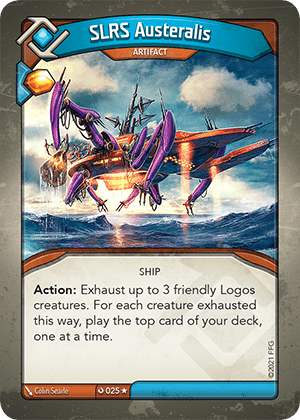 SLRS Australis
ARTIFACT
SHIP
Action: Exhaust up to 3 friendly Logos
creatures. For each creature exhausted
this way, play the top card of your deck,
one at a time.
©2021 FFG
Colin Searle
025